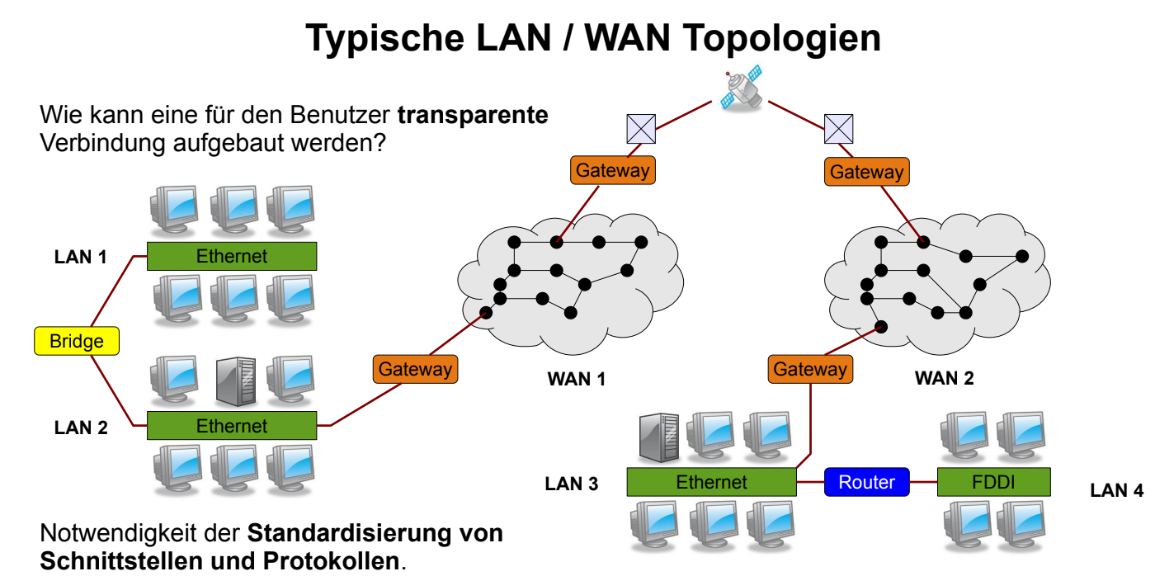 Typische LAN / WAN Topologien
Wie kann eine für den Benutzer transparente
Verbindung aufgebaut werden?
Gateway
Gateway
LAN 1
Ethernet
Bridge
Gateway
WAN 1
Gateway
WAN 2
LAN 2
Ethernet
LAN 3
Ethernet
Router
FDDI
LAN 4
Notwendigkeit der Standardisierung von
Schnittstellen und Protokollen.